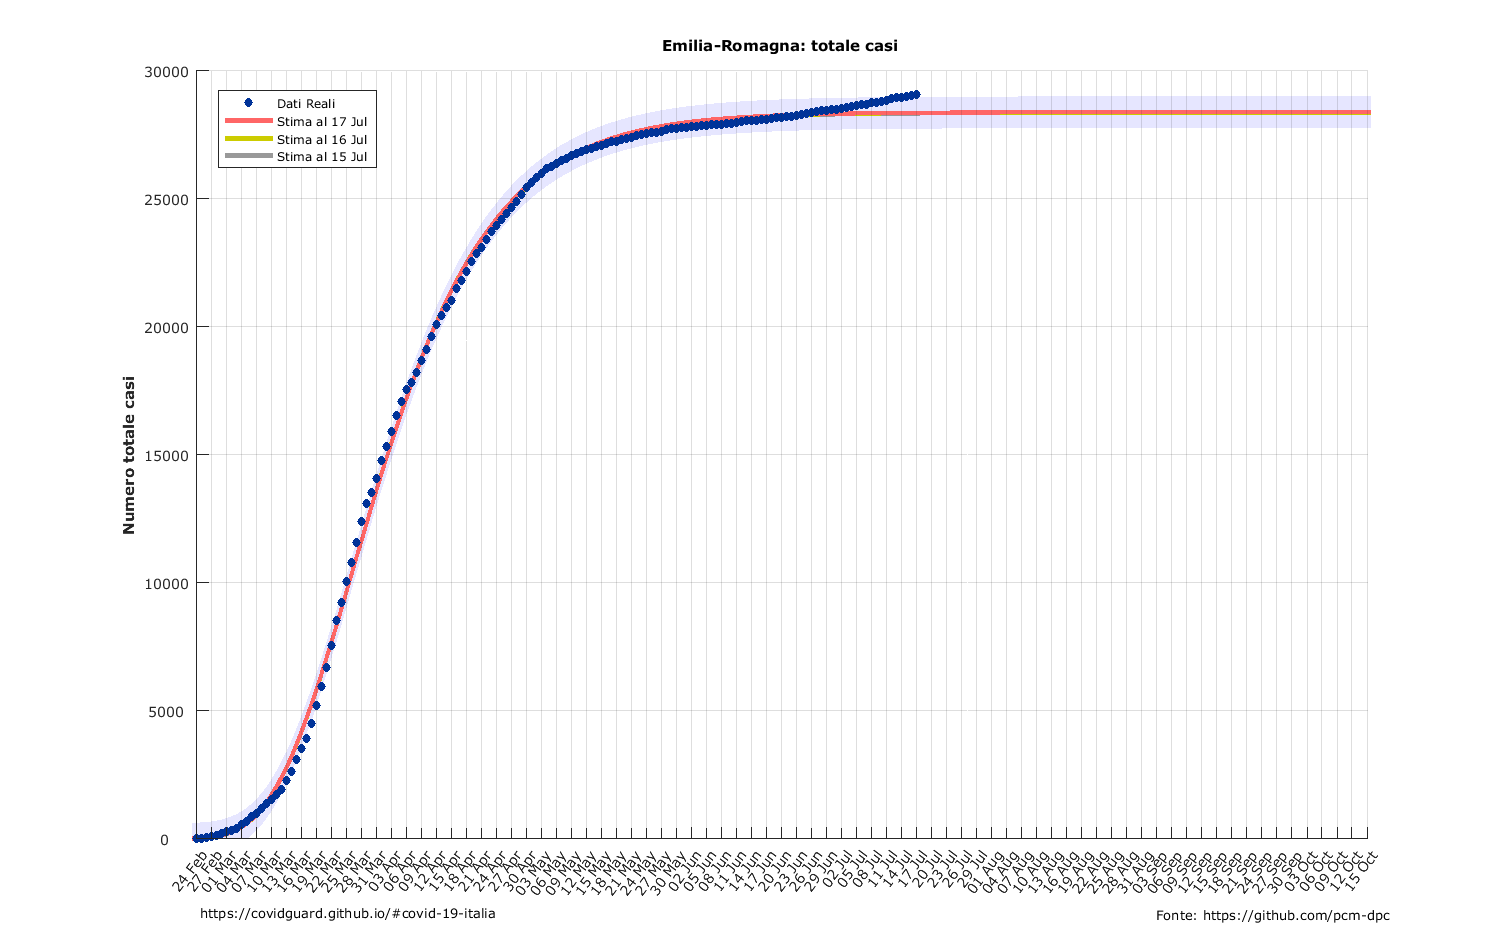 Emilia-Romagna: totale casi
Dati Reali
Stima al 17 Jul
Stima al 16 Jul
Stima al 15 Jul
Numero totale casi
30000
25000
20000
15000
10000
5000
0
24 Feb
27 Feb
01 Mar
04 Mar
07 Mar
10 Mar
13 Mar
16 Mar
19 Mar
22 Mar
25 Mar
28 Mar
31 Mar
03 Apr
06 Apr
09 Apr
12 Apr
15 Apr
18 Apr
21 Apr
24 Apr
27 Apr
30 Apr
03 May
06 May
09 May
12 May
15 May
18 May
21 May
24 May
27 May
30 May
02 Jun
05 Jun
08 Jun
11 Jun
14 Jun
17 Jun
20 Jun
23 Jun
26 Jun
29 Jun
02 Jul
05 Jul
08 Jul
11 Jul
14 Jul
17 Jul
20 Jul
23 Jul
26 Jul
29 Jul
01 Aug
04 Aug
07 Aug
10 Aug
13 Aug
16 Aug
19 Aug
22 Aug
25 Aug
28 Aug
31 Aug
03 Sep
06 Sep
09 Sep
12 Sep
15 Sep
18 Sep
21 Sep
24 Sep
27 Sep
30 Sep
03 Oct
06 Oct
09 Oct
12 Oct
15 Oct
https://covidguard.github.io/#covid-19-italia
Fonte: https://github.com/pcm-dpc